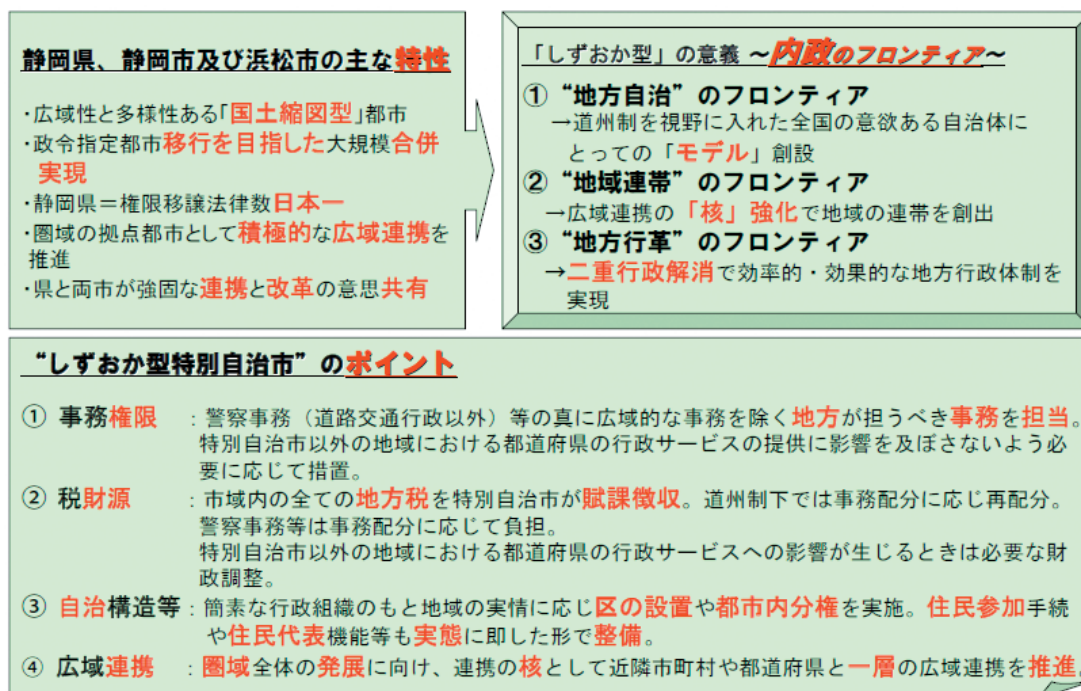 静岡県、静岡市及び浜松市の主な特性
・広域性と多様性ある「国土縮図型」都市
・政令指定都市移行を目指した大規模合併
実現
・静岡県＝権限移譲法律数日本一
・圏域の拠点都市として積極的な広域連携を
推進
・県と両市が強固な連携と改革の意思共有
「しずおか型」の意義 ～内政のフロンティア～
① “地方自治”のフロンティア
→道州制を視野に入れた全国の意欲ある自治体に
とっての「モデル」創設
② “地域連帯”のフロンティア
→広域連携の「核」強化で地域の連帯を創出
③ “地方行革”のフロンティア
→二重行政解消で効率的・効果的な地方行政体制を
実現
“しずおか型特別自治市”のポイント
① 事務権限 ：警察事務（道路交通行政以外）等の真に広域的な事務を除く地方が担うべき事務を担当。
特別自治市以外の地域における都道府県の行政サービスの提供に影響を及ぼさないよう必
要に応じて措置。
② 税財源 ：市域内の全ての地方税を特別自治市が賦課徴収。道州制下では事務配分に応じ再配分。
警察事務等は事務配分に応じて負担。
特別自治市以外の地域における都道府県の行政サービスへの影響が生じるときは必要な財
政調整。
③ 自治構造等：簡素な行政組織のもと地域の実情に応じ区の設置や都市内分権を実施。住民参加手続
や住民代表機能等も実態に即した形で整備。
④ 広域連携 ：圏域全体の発展に向け、連携の核として近隣市町村や都道府県と一層の広域連携を推進